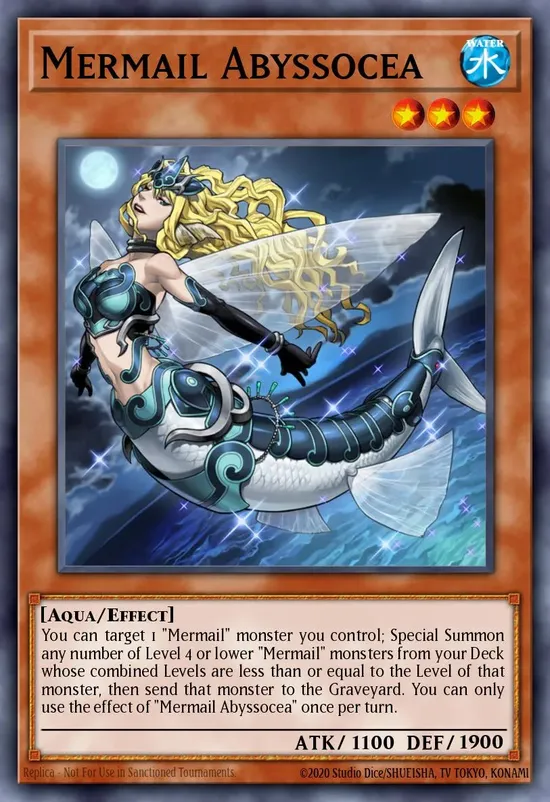 MERMAIL ABYSSOCEA
WATER
水
[AQUA/EFFECT]
You can target 1 "Mermail" monster you control; Special Summon
any number of Level 4 or lower "Mermail" monsters from your Deck
whose combined Levels are less than or equal to the Level of that
monster, then send that monster to the Graveyard. You can only
use the effect of "Mermail Abyssocea" once per turn.
ATK/ 1100 DEF/ 1900
Replica - Not For Use in Sanctioned Tournaments. ©2020 Studio Dice/SHUEISHA, TV TOKYO, KONAMI